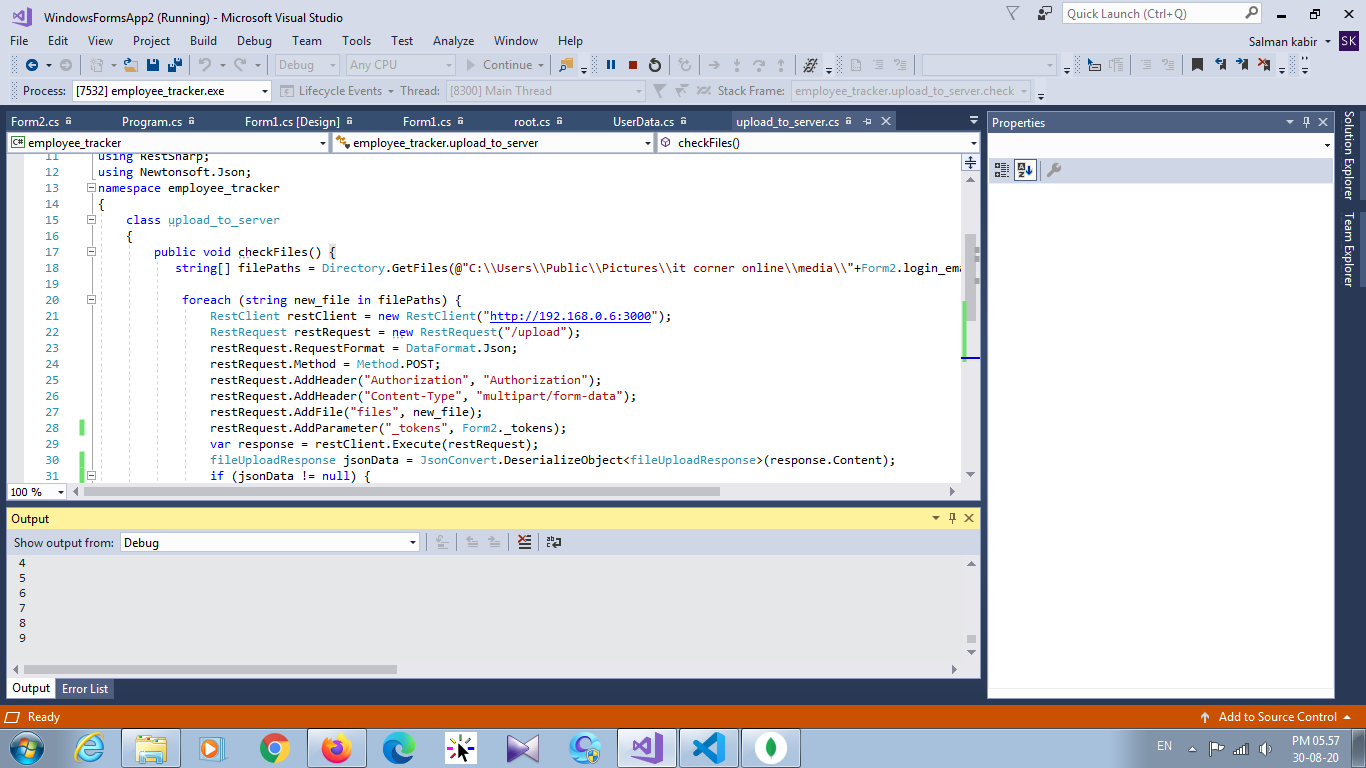 WindowsFormsApp2 (Running) - Microsoft Visual Studio
Quick Launch (Ctrl+Q)
File Edit View Project Build Debug Team Tools Test Analyze Window Help
Salman kabir SK
Debug Any CPU Continue
Process: [7532] employee_tracker.exe Lifecycle Events Thread: [8300] Main Thread Stack Frame: employee_tracker.upload_to_server.check
Form2.cs Program.cs Form1.cs [Design] Form1.cs root.cs UserData.cs upload_to_server.cs
Properties
C# employee_tracker employee_tracker.upload_to_server checkFiles()
Solution Explorer
Team Explorer
11 using RestSharp;
12 using Newtonsoft.Json;
13 namespace employee_tracker
14 {
15 class upload_to_server
16 {
17 public void checkFiles() {
18 string[] filePaths = Directory.GetFiles(@"C:\\Users\\Public\\Pictures\\it corner online\\media\\"+Form2.login_ema
19
20 foreach (string new_file in filePaths) {
21 RestClient restClient = new RestClient("http://192.168.0.6:3000");
22 RestRequest restRequest = new RestRequest("/upload");
23 restRequest.RequestFormat = DataFormat.Json;
24 restRequest.Method = Method.POST;
25 restRequest.AddHeader("Authorization", "Authorization");
26 restRequest.AddHeader("Content-Type", "multipart/form-data");
27 restRequest.AddFile("files", new_file);
28 restRequest.AddParameter("_tokens", Form2._tokens);
29 var response = restClient.Execute(restRequest);
30 fileUploadResponse jsonData = JsonConvert.DeserializeObject<fileUploadResponse>(response.Content);
31 if (jsonData != null) {
100 %
Output
Show output from: Debug
4
5
6
7
8
9
Output Error List
Ready
Add to Source Control
EN
PM 05.57
30-08-20